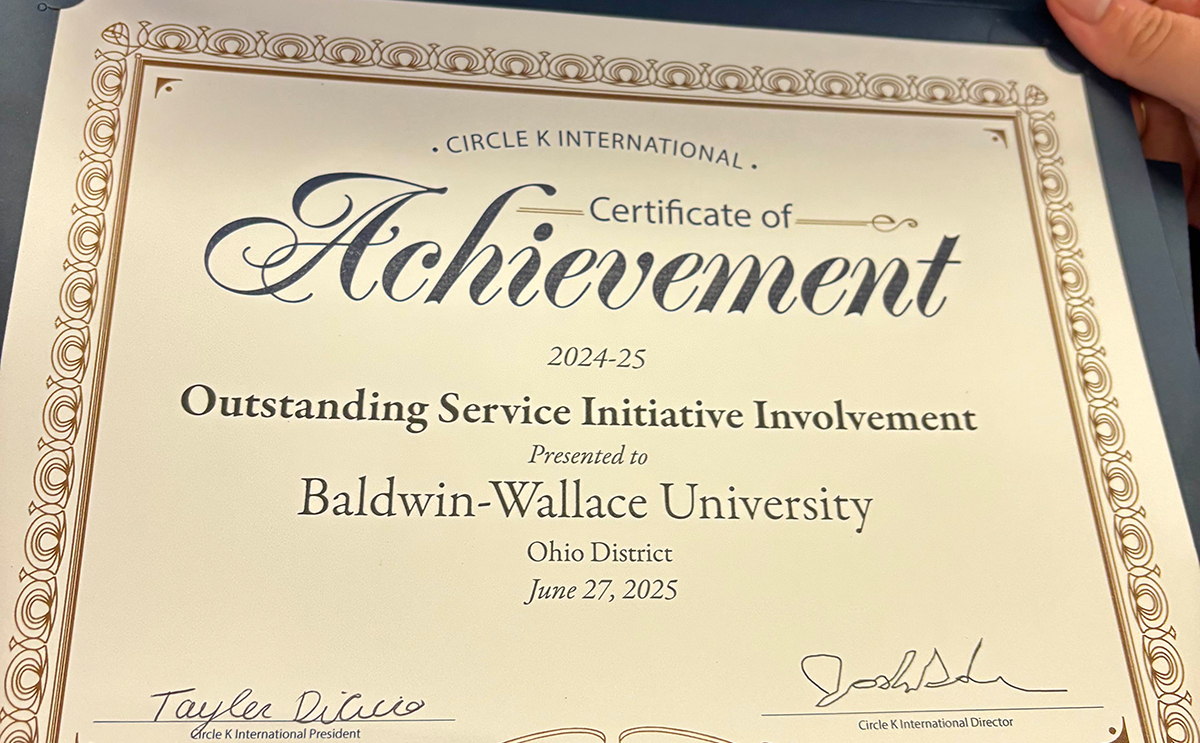 • CIRCLE K INTERNATIONAL •
Certificate of
Achievement
2024-25
Outstanding Service Initiative Involvement
Presented to
Baldwin-Wallace University
Ohio District
June 27, 2025
Tayler
Circle K International President
Josh
Circle K International Director